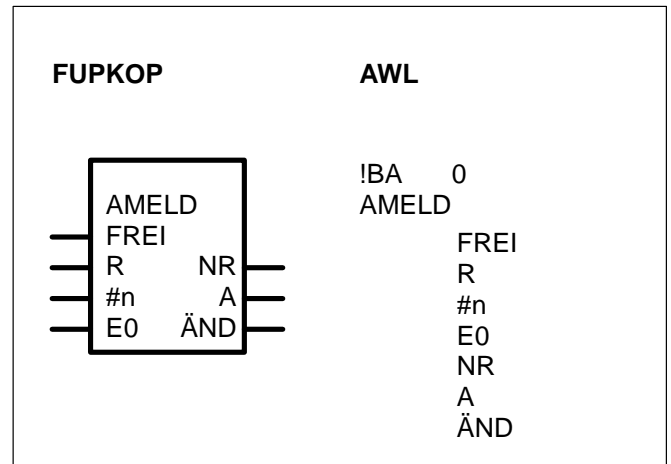 FUPKOP
AWL
AMELD
FREI
R NR
#n A
E0 ÄND
!BA 0
AMELD
FREI
R
#n
E0
NR
A
ÄND